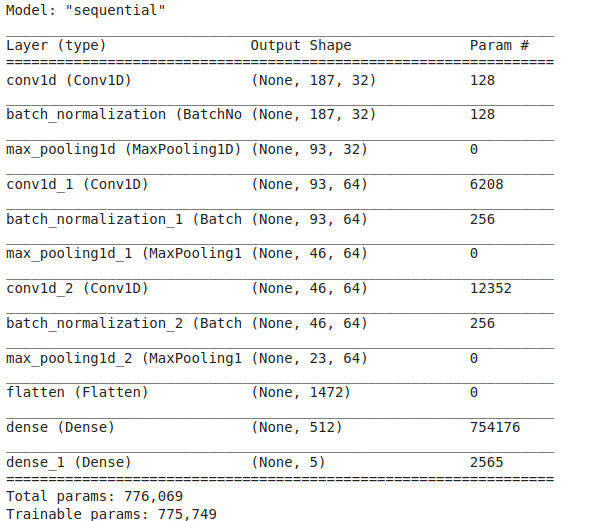 Model: "sequential"
_________________________________________________________________
Layer (type) Output Shape Param #
=================================================================
conv1d (Conv1D) (None, 187, 32) 128
_________________________________________________________________
batch_normalization (BatchNo (None, 187, 32) 128
_________________________________________________________________
max_pooling1d (MaxPooling1D) (None, 93, 32) 0
_________________________________________________________________
conv1d_1 (Conv1D) (None, 93, 64) 6208
_________________________________________________________________
batch_normalization_1 (Batch (None, 93, 64) 256
_________________________________________________________________
max_pooling1d_1 (MaxPooling1 (None, 46, 64) 0
_________________________________________________________________
conv1d_2 (Conv1D) (None, 46, 64) 12352
_________________________________________________________________
batch_normalization_2 (Batch (None, 46, 64) 256
_________________________________________________________________
max_pooling1d_2 (MaxPooling1 (None, 23, 64) 0
_________________________________________________________________
flatten (Flatten) (None, 1472) 0
_________________________________________________________________
dense (Dense) (None, 512) 754176
_________________________________________________________________
dense_1 (Dense) (None, 5) 2565
=================================================================
Total params: 776,069
Trainable params: 775,749